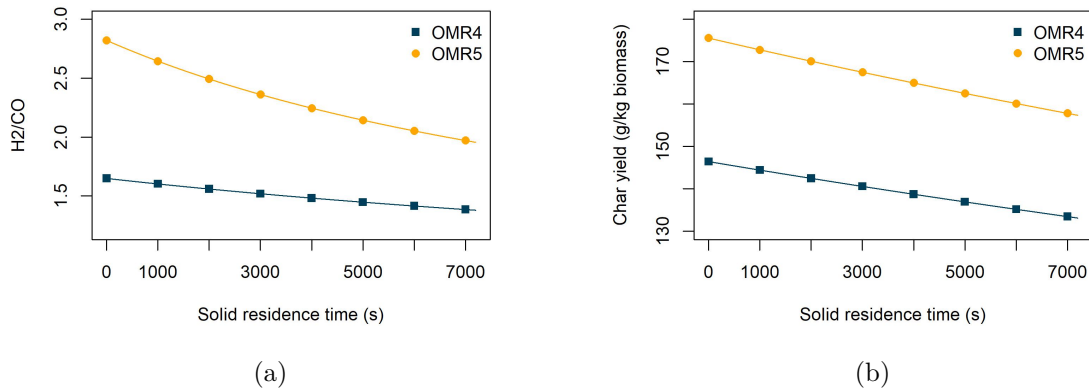 H2/CO
3.0
2.5
2.0
1.5
OMR4
OMR5
0 1000 3000 5000 7000
Solid residence time (s)
(a)
Char yield (g/kg biomass)
170
150
130
OMR4
OMR5
0 1000 3000 5000 7000
Solid residence time (s)
(b)